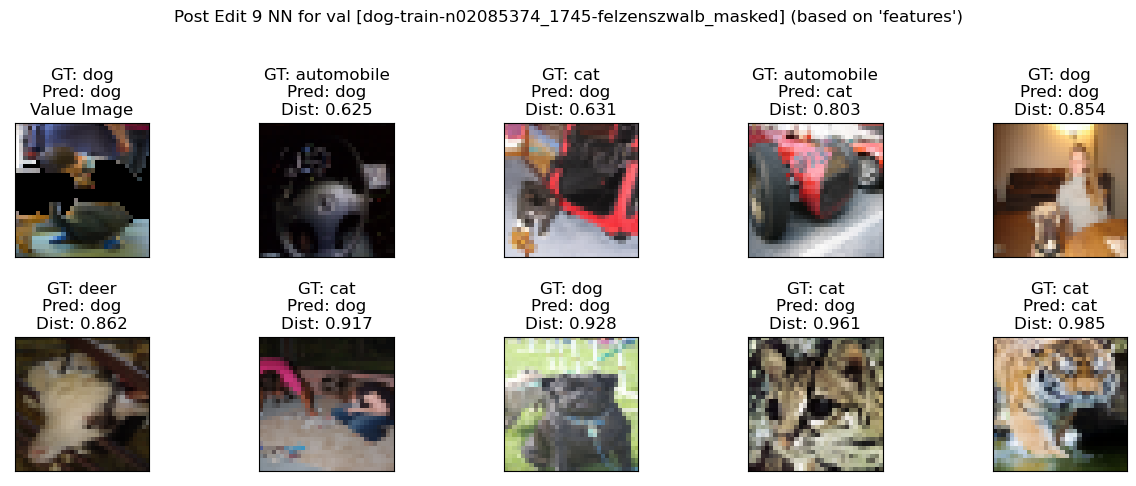 Post Edit 9 NN for val [dog-train-n02085374_1745-felzenszwalb_masked] (based on 'features')
GT: dog
Pred: dog
Value Image
GT: automobile
Pred: dog
Dist: 0.625
GT: cat
Pred: dog
Dist: 0.631
GT: automobile
Pred: cat
Dist: 0.803
GT: dog
Pred: dog
Dist: 0.854
GT: deer
Pred: dog
Dist: 0.862
GT: cat
Pred: dog
Dist: 0.917
GT: dog
Pred: dog
Dist: 0.928
GT: cat
Pred: dog
Dist: 0.961
GT: cat
Pred: cat
Dist: 0.985